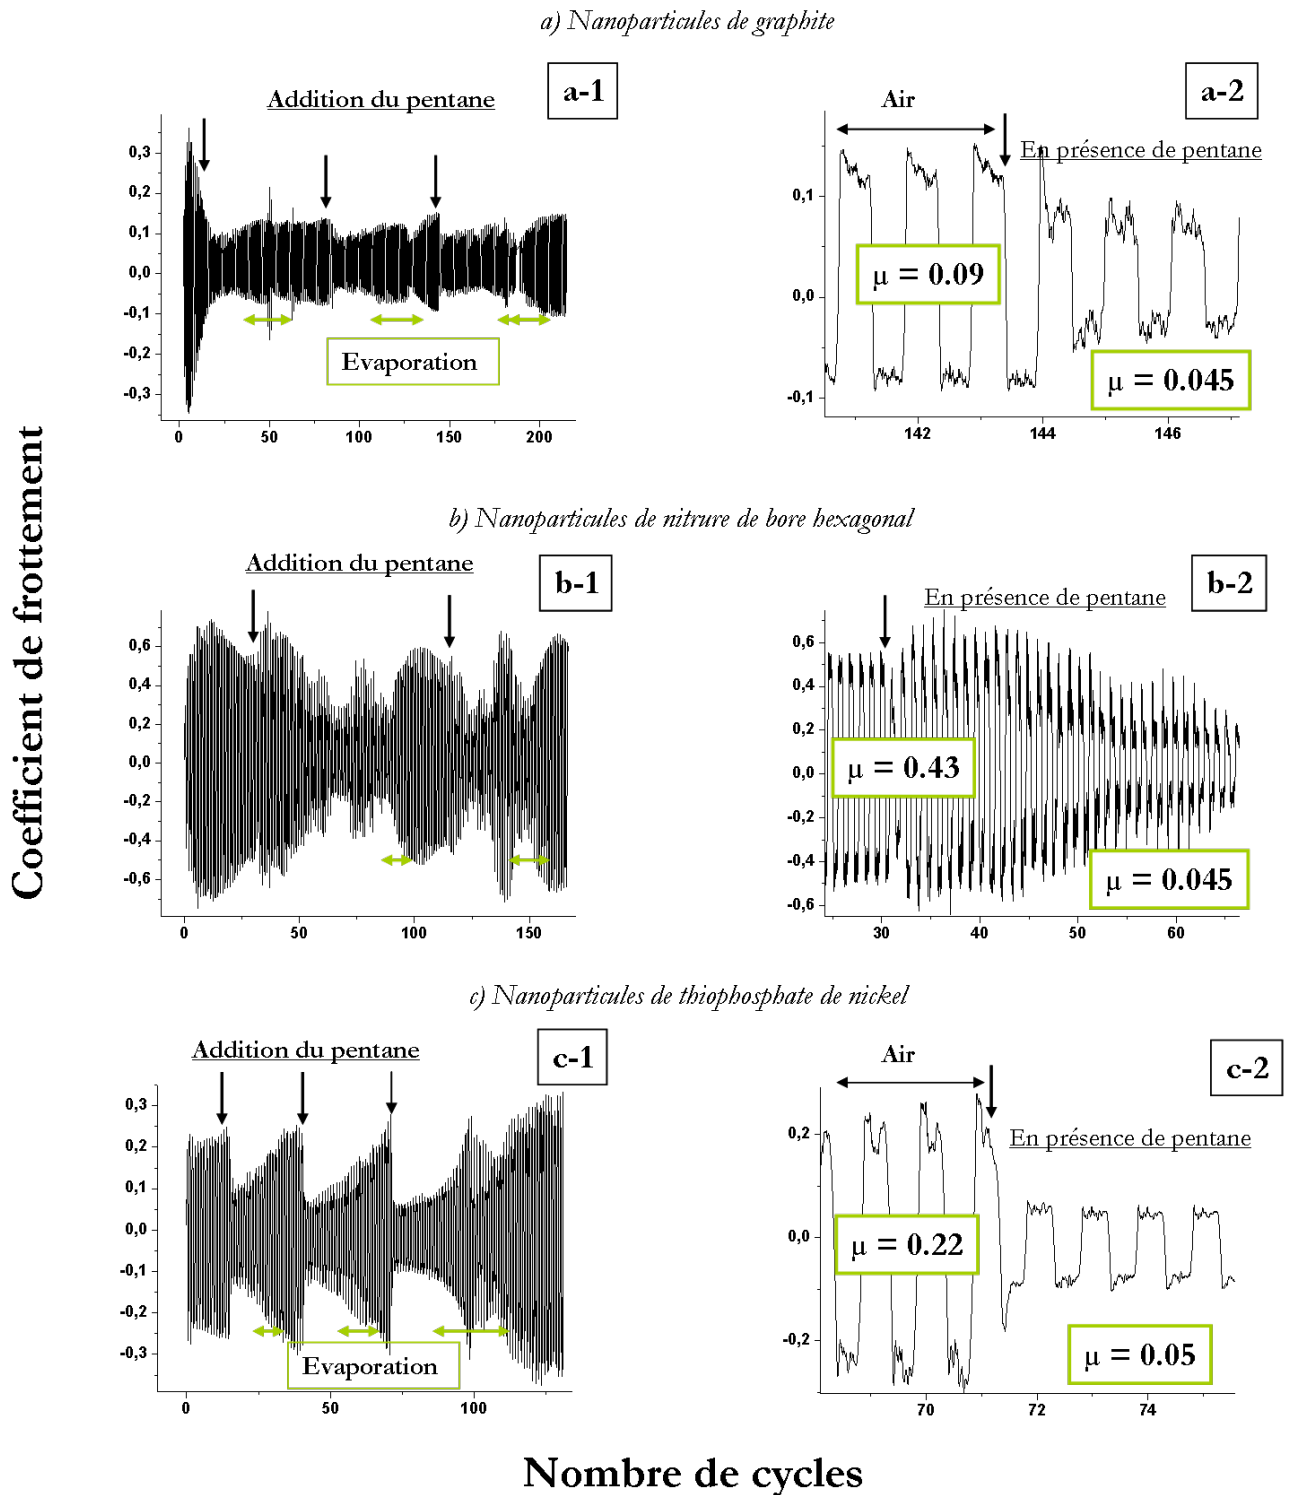 a) Nanoparticules de graphite
Addition du pentane
a-1
0,3
0,2
0,1
0,0
-0,1
-0,2
-0,3
0
50
100
150
200
Evaporation
Air
a-2
En présence de pentane
0,1
0,0
-0,1
μ = 0.09
μ = 0.045
142
144
146
Coefficient de frottement
b) Nanoparticules de nitrure de bore hexagonal
Addition du pentane
b-1
0,6
0,4
0,2
0,0
-0,2
-0,4
-0,6
0
50
100
150
En présence de pentane
b-2
0,6
0,4
0,2
0,0
-0,2
-0,4
-0,6
μ = 0.43
μ = 0.045
30
40
50
60
c) Nanoparticules de thiophosphate de nickel
Addition du pentane
c-1
0,3
0,2
0,1
0,0
-0,1
-0,2
-0,3
Evaporation
0
50
100
Air
c-2
En présence de pentane
0,2
0,0
-0,2
μ = 0.22
μ = 0.05
70
72
74
Nombre de cycles